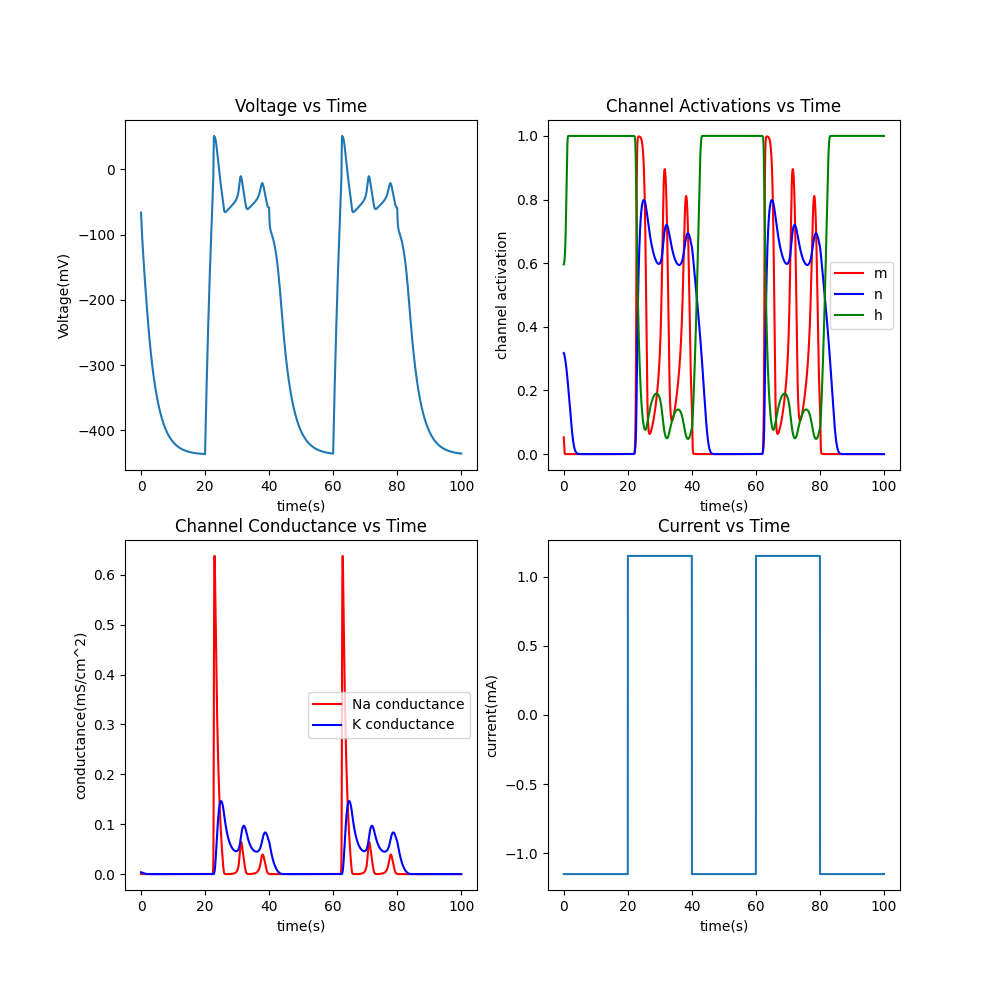 Voltage vs Time
Voltage(mV)
0
−100
−200
−300
−400
0 20 40 60 80 100
time(s)
Channel Activations vs Time
channel activation
1.0
0.8
0.6
0.4
0.2
0.0
m
n
h
0 20 40 60 80 100
time(s)
Channel Conductance vs Time
conductance(mS/cm^2)
0.6
0.5
0.4
0.3
0.2
0.1
0.0
Na conductance
K conductance
0 20 40 60 80 100
time(s)
Current vs Time
current(mA)
1.0
0.5
0.0
−0.5
−1.0
0 20 40 60 80 100
time(s)